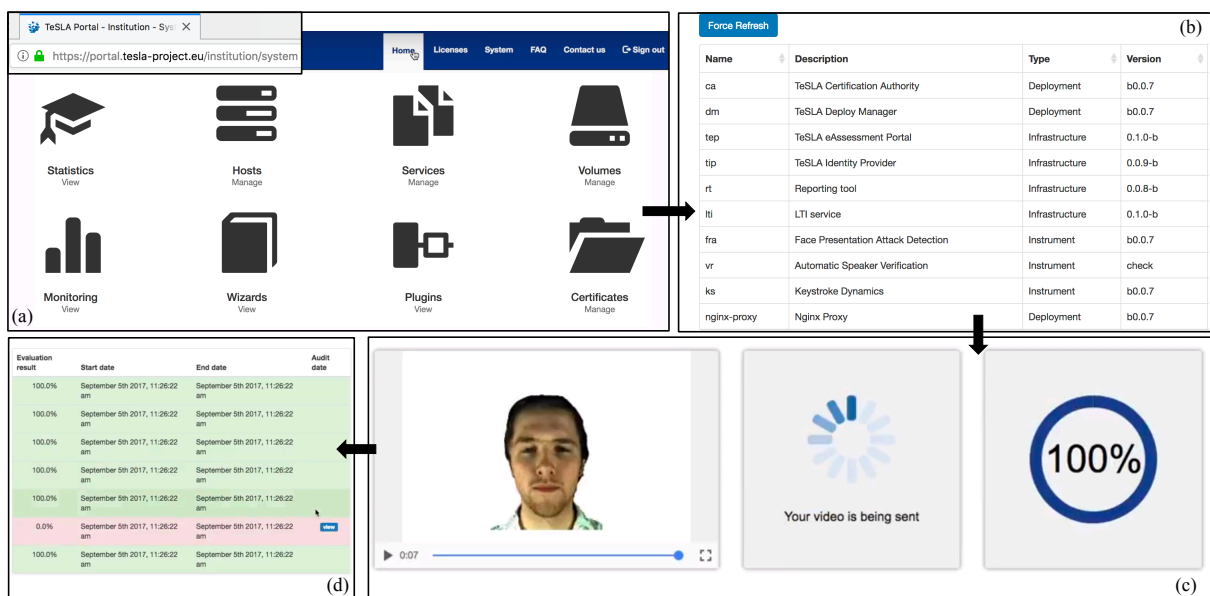 TeSLA Portal - Institution - Sys
https://portal.tesla-project.eu/institution/system
Home Licenses System FAQ Contact us Sign out
Statistics Hosts Services Volumes
View Manage Manage Manage
Monitoring Wizards Plugins Certificates
View View View Manage
(a)
Force Refresh
(b)
Name Description Type Version
ca TeSLA Certification Authority Deployment b0.0.7
dm TeSLA Deploy Manager Deployment b0.0.7
tep TeSLA eAssessment Portal Infrastructure 0.1.0-b
tip TeSLA Identity Provider Infrastructure 0.0.9-b
rt Reporting tool Infrastructure 0.0.8-b
lti LTI service Infrastructure 0.1.0-b
fra Face Presentation Attack Detection Instrument b0.0.7
vr Automatic Speaker Verification Instrument check
ks Keystroke Dynamics Instrument b0.0.7
nginx-proxy Nginx Proxy Deployment b0.0.7
Evaluation Audit
result Start date End date date
100.0% September 5th 2017, 11:26:22 September 5th 2017, 11:26:22
am am
100.0% September 5th 2017, 11:26:22 September 5th 2017, 11:26:22
am am
100.0% September 5th 2017, 11:26:22 September 5th 2017, 11:26:22
am am
100.0% September 5th 2017, 11:26:22 September 5th 2017, 11:26:22
am am
100.0% September 5th 2017, 11:26:22 September 5th 2017, 11:26:22
am am
0.0% September 5th 2017, 11:26:22 September 5th 2017, 11:26:22 view
am am
100.0% September 5th 2017, 11:26:22 September 5th 2017, 11:26:22
am am
(d)
0:07
Your video is being sent
100%
(c)